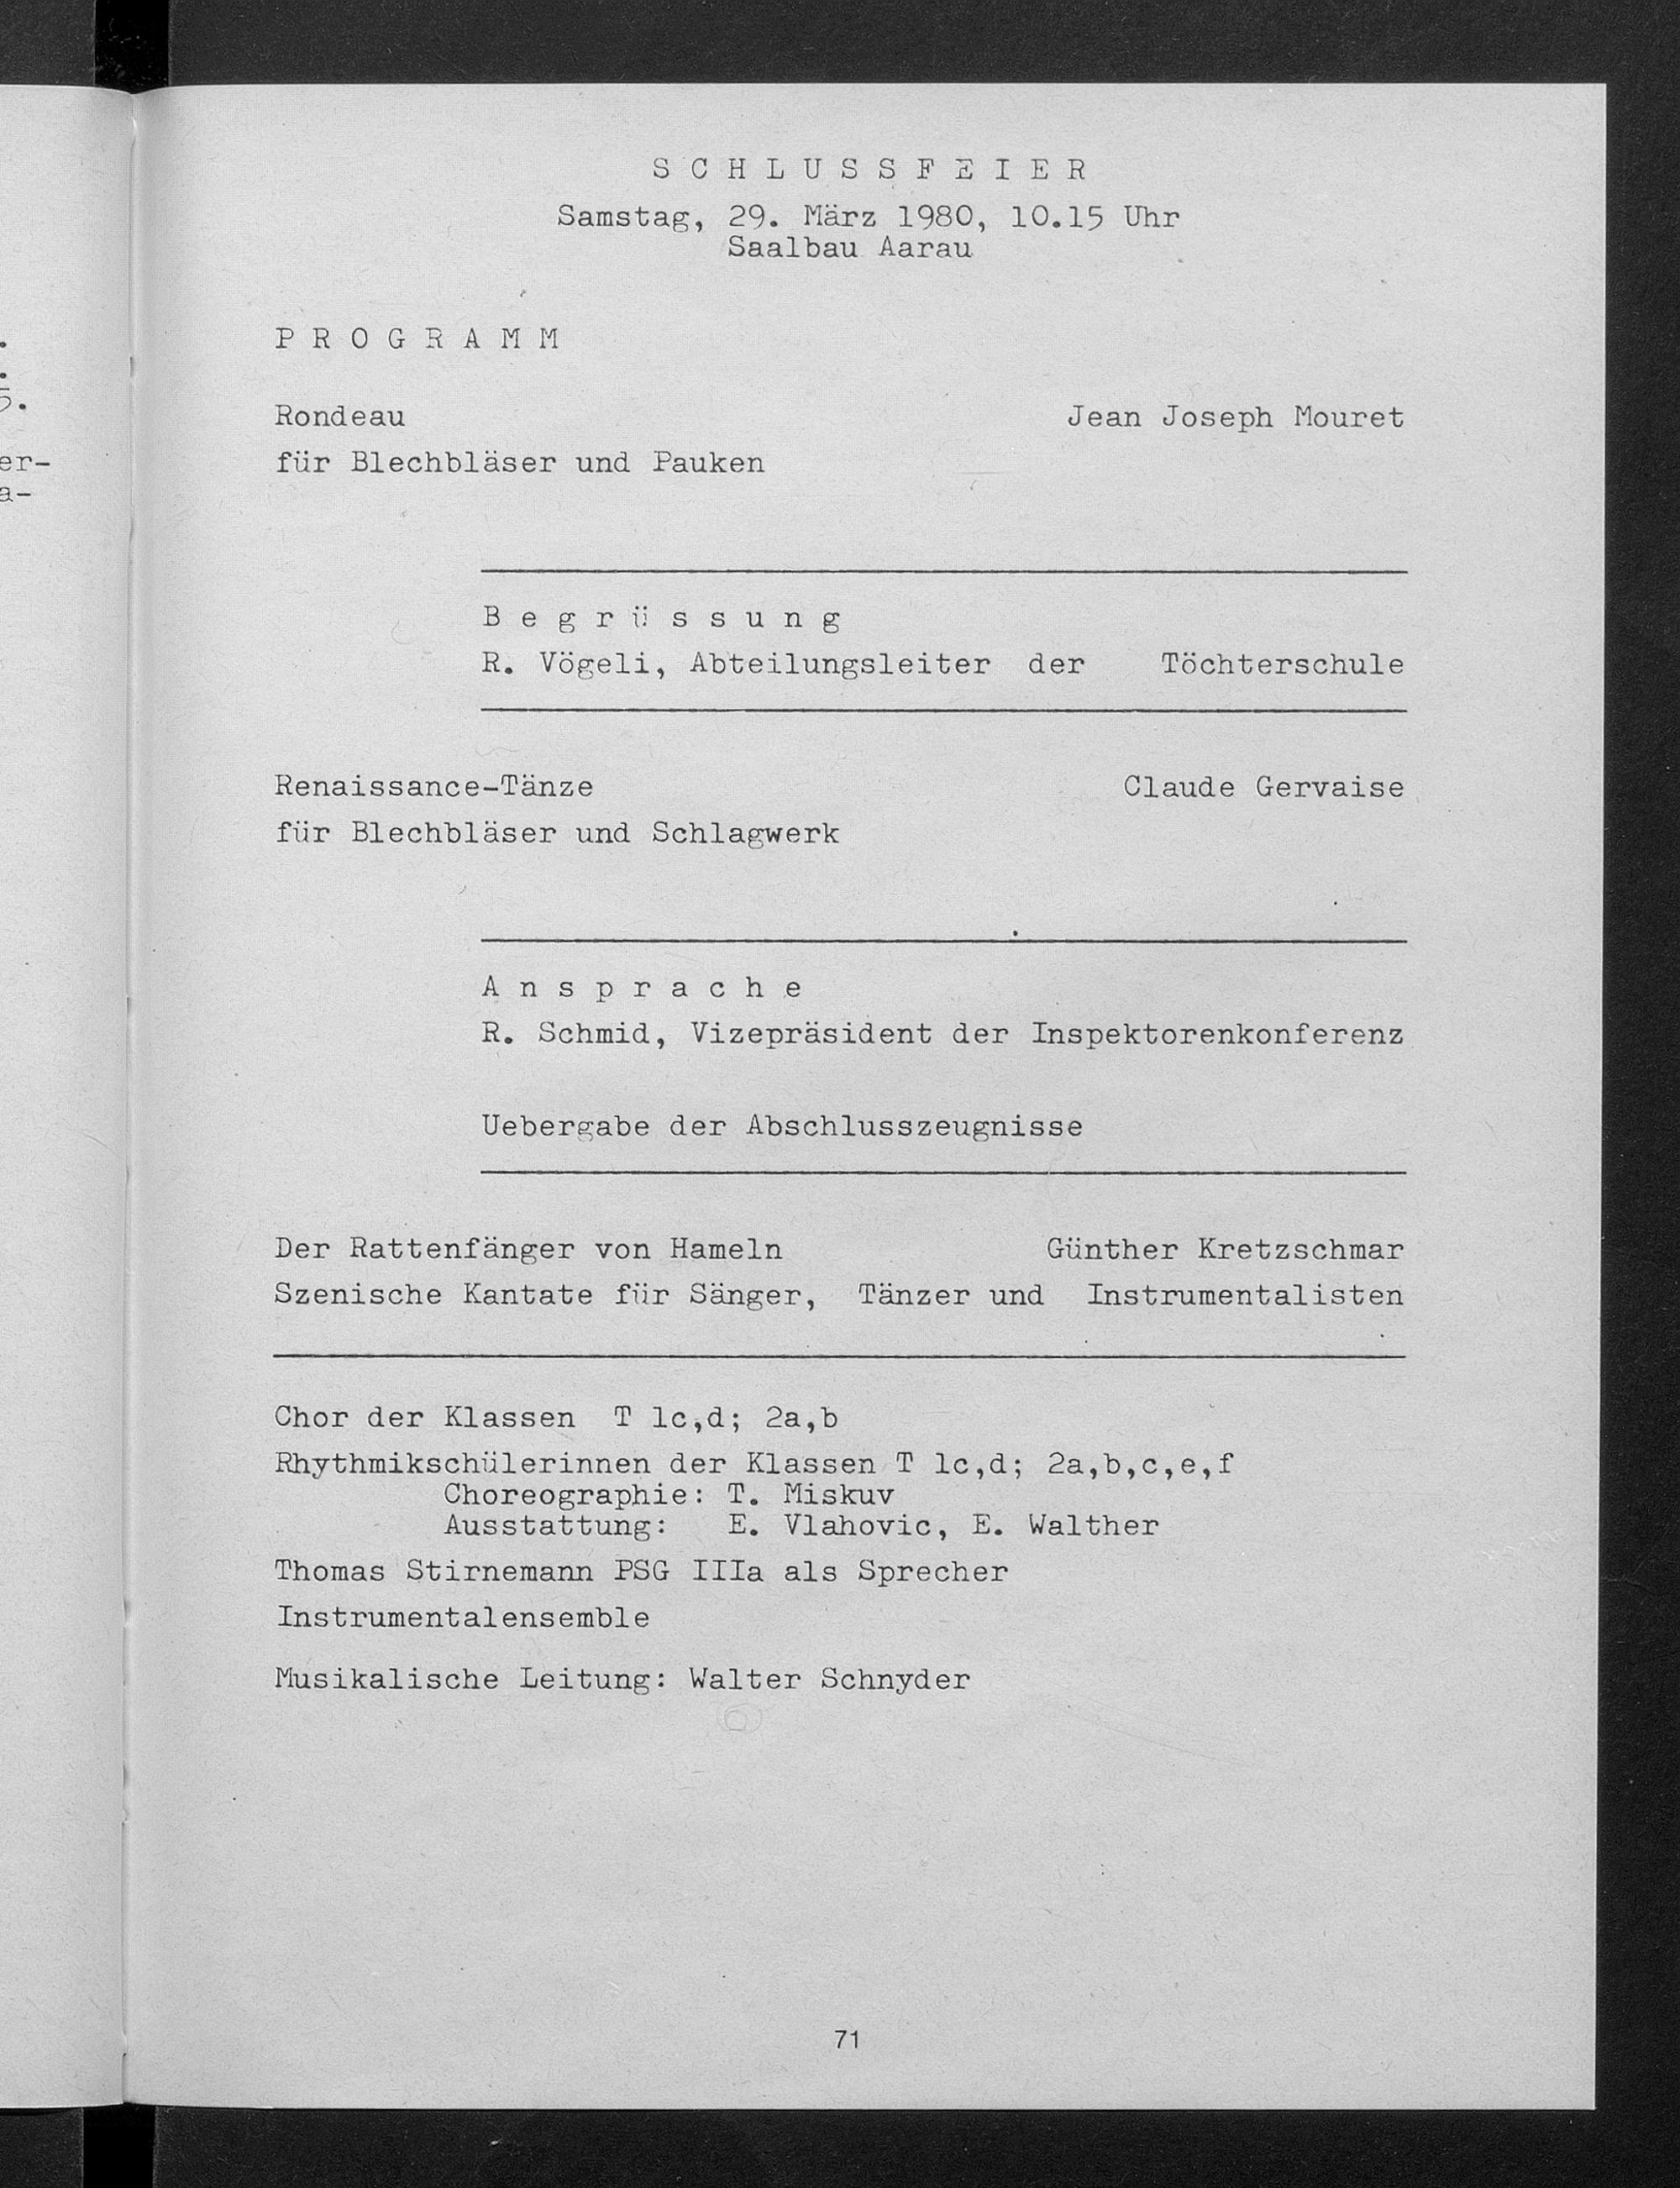 S C H L U S S F E I E R
Samstag, 29. März 1980, 10.15 Uhr
Saalbau Aarau
P R O G R A M M
Rondeau Jean Joseph Mouret
für Blechbläser und Pauken
B e g r ü s s u n g
R. Vögeli, Abteilungsleiter der Töchterschule
Renaissance-Tänze Claude Gervaise
für Blechbläser und Schlagwerk
A n s p r a c h e
R. Schmid, Vizepräsident der Inspektorenkonferenz
Uebergabe der Abschlusszeugnisse
Der Rattenfänger von Hameln Günther Kretzschmar
Szenische Kantate für Sänger, Tänzer und Instrumentalisten
Chor der Klassen T 1c,d; 2a,b
Rhythmikschülerinnen der Klassen T 1c,d; 2a,b,c,e,f
Choreographie: T. Miskuv
Ausstattung: E. Vlahovic, E. Walther
Thomas Stirnemann PSG IIIa als Sprecher
Instrumentalensemble
Musikalische Leitung: Walter Schnyder
71